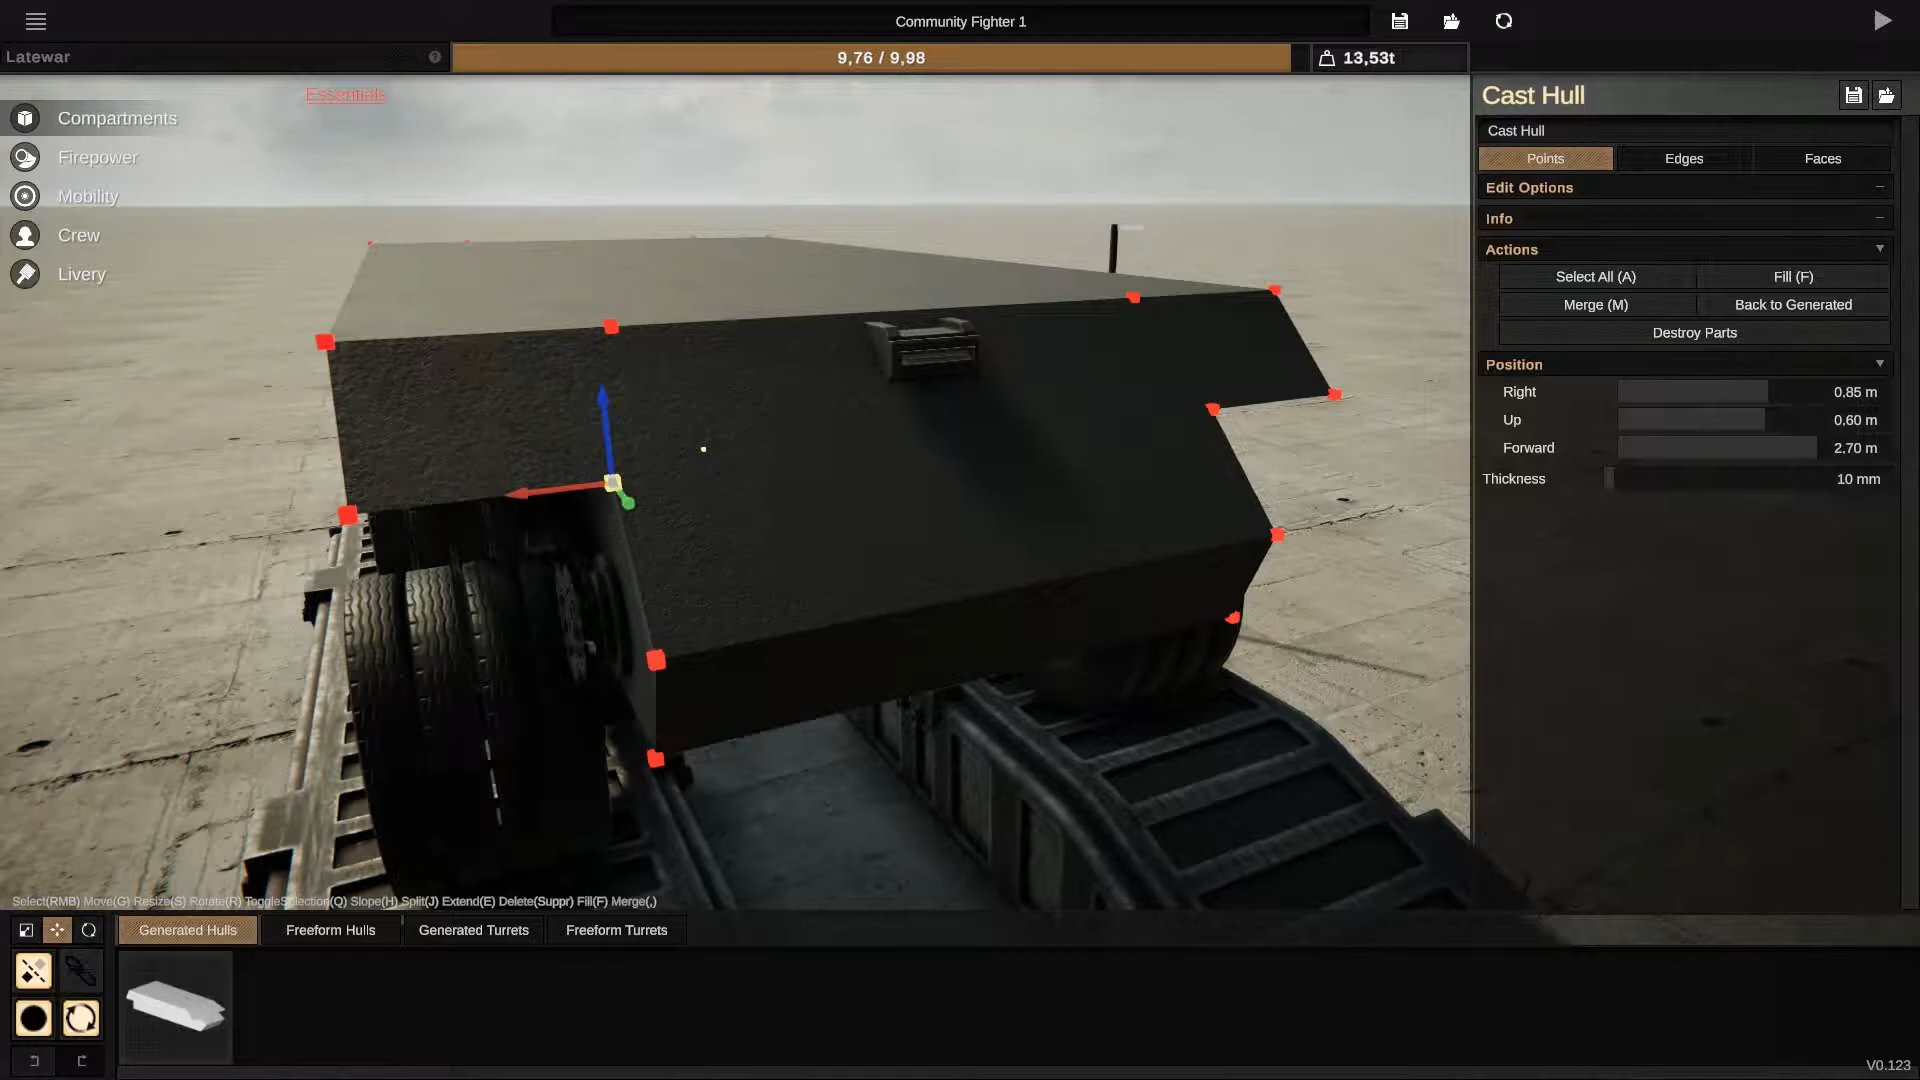 Community Fighter 1
Latewar
9,76 / 9,98
13,53t
Essentials
Compartments
Firepower
Mobility
Crew
Livery
Cast Hull
Cast Hull
Points Edges Faces
Edit Options
Info
Actions
Select All (A) Fill (F)
Merge (M) Back to Generated
Destroy Parts
Position
Right 0,85 m
Up 0,60 m
Forward 2,70 m
Thickness 10 mm
Select(RMB) Move(G) Resize(S) Rotate(R) ToggleSelection(Q) Slope(H) Split(J) Extend(E) Delete(Suppr) Fill(F) Merge(,)
Generated Hulls Freeform Hulls Generated Turrets Freeform Turrets
V0.123